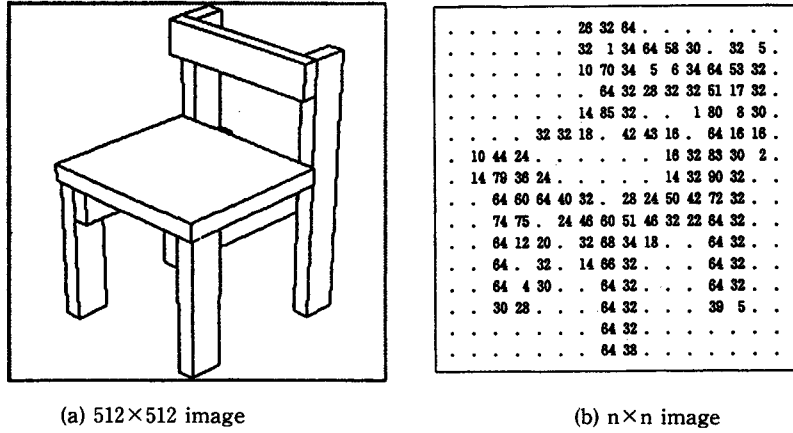 . . . . . . 26 32 64 . . . . . . .
. . . . . . 32 1 34 64 58 30 . 32 5 .
. . . . . . 10 70 34 5 6 34 64 53 32 .
. . . . . . . 64 32 28 32 32 51 17 32 .
. . . . . . 14 85 32 . . 1 80 8 30 .
. . . . 32 32 18 . 42 43 16 . 64 16 16 .
. 10 44 24 . . . . . . 16 32 83 30 2 .
. 14 79 36 24 . . . . . 14 32 90 32 . .
. . 64 60 64 40 32 . 28 24 50 42 72 32 . .
. . 74 75 . 24 46 60 51 46 32 22 64 32 . .
. . 64 12 20 . 32 68 34 18 . . 64 32 . .
. . 64 . 32 . 14 66 32 . . . 64 32 . .
. . 64 4 30 . . 64 32 . . . 64 32 . .
. . 30 28 . . . 64 32 . . . 39 5 . .
. . . . . . . 64 32 . . . . . . .
. . . . . . . 64 38 . . . . . . .
(a) 512×512 image
(b) n×n image